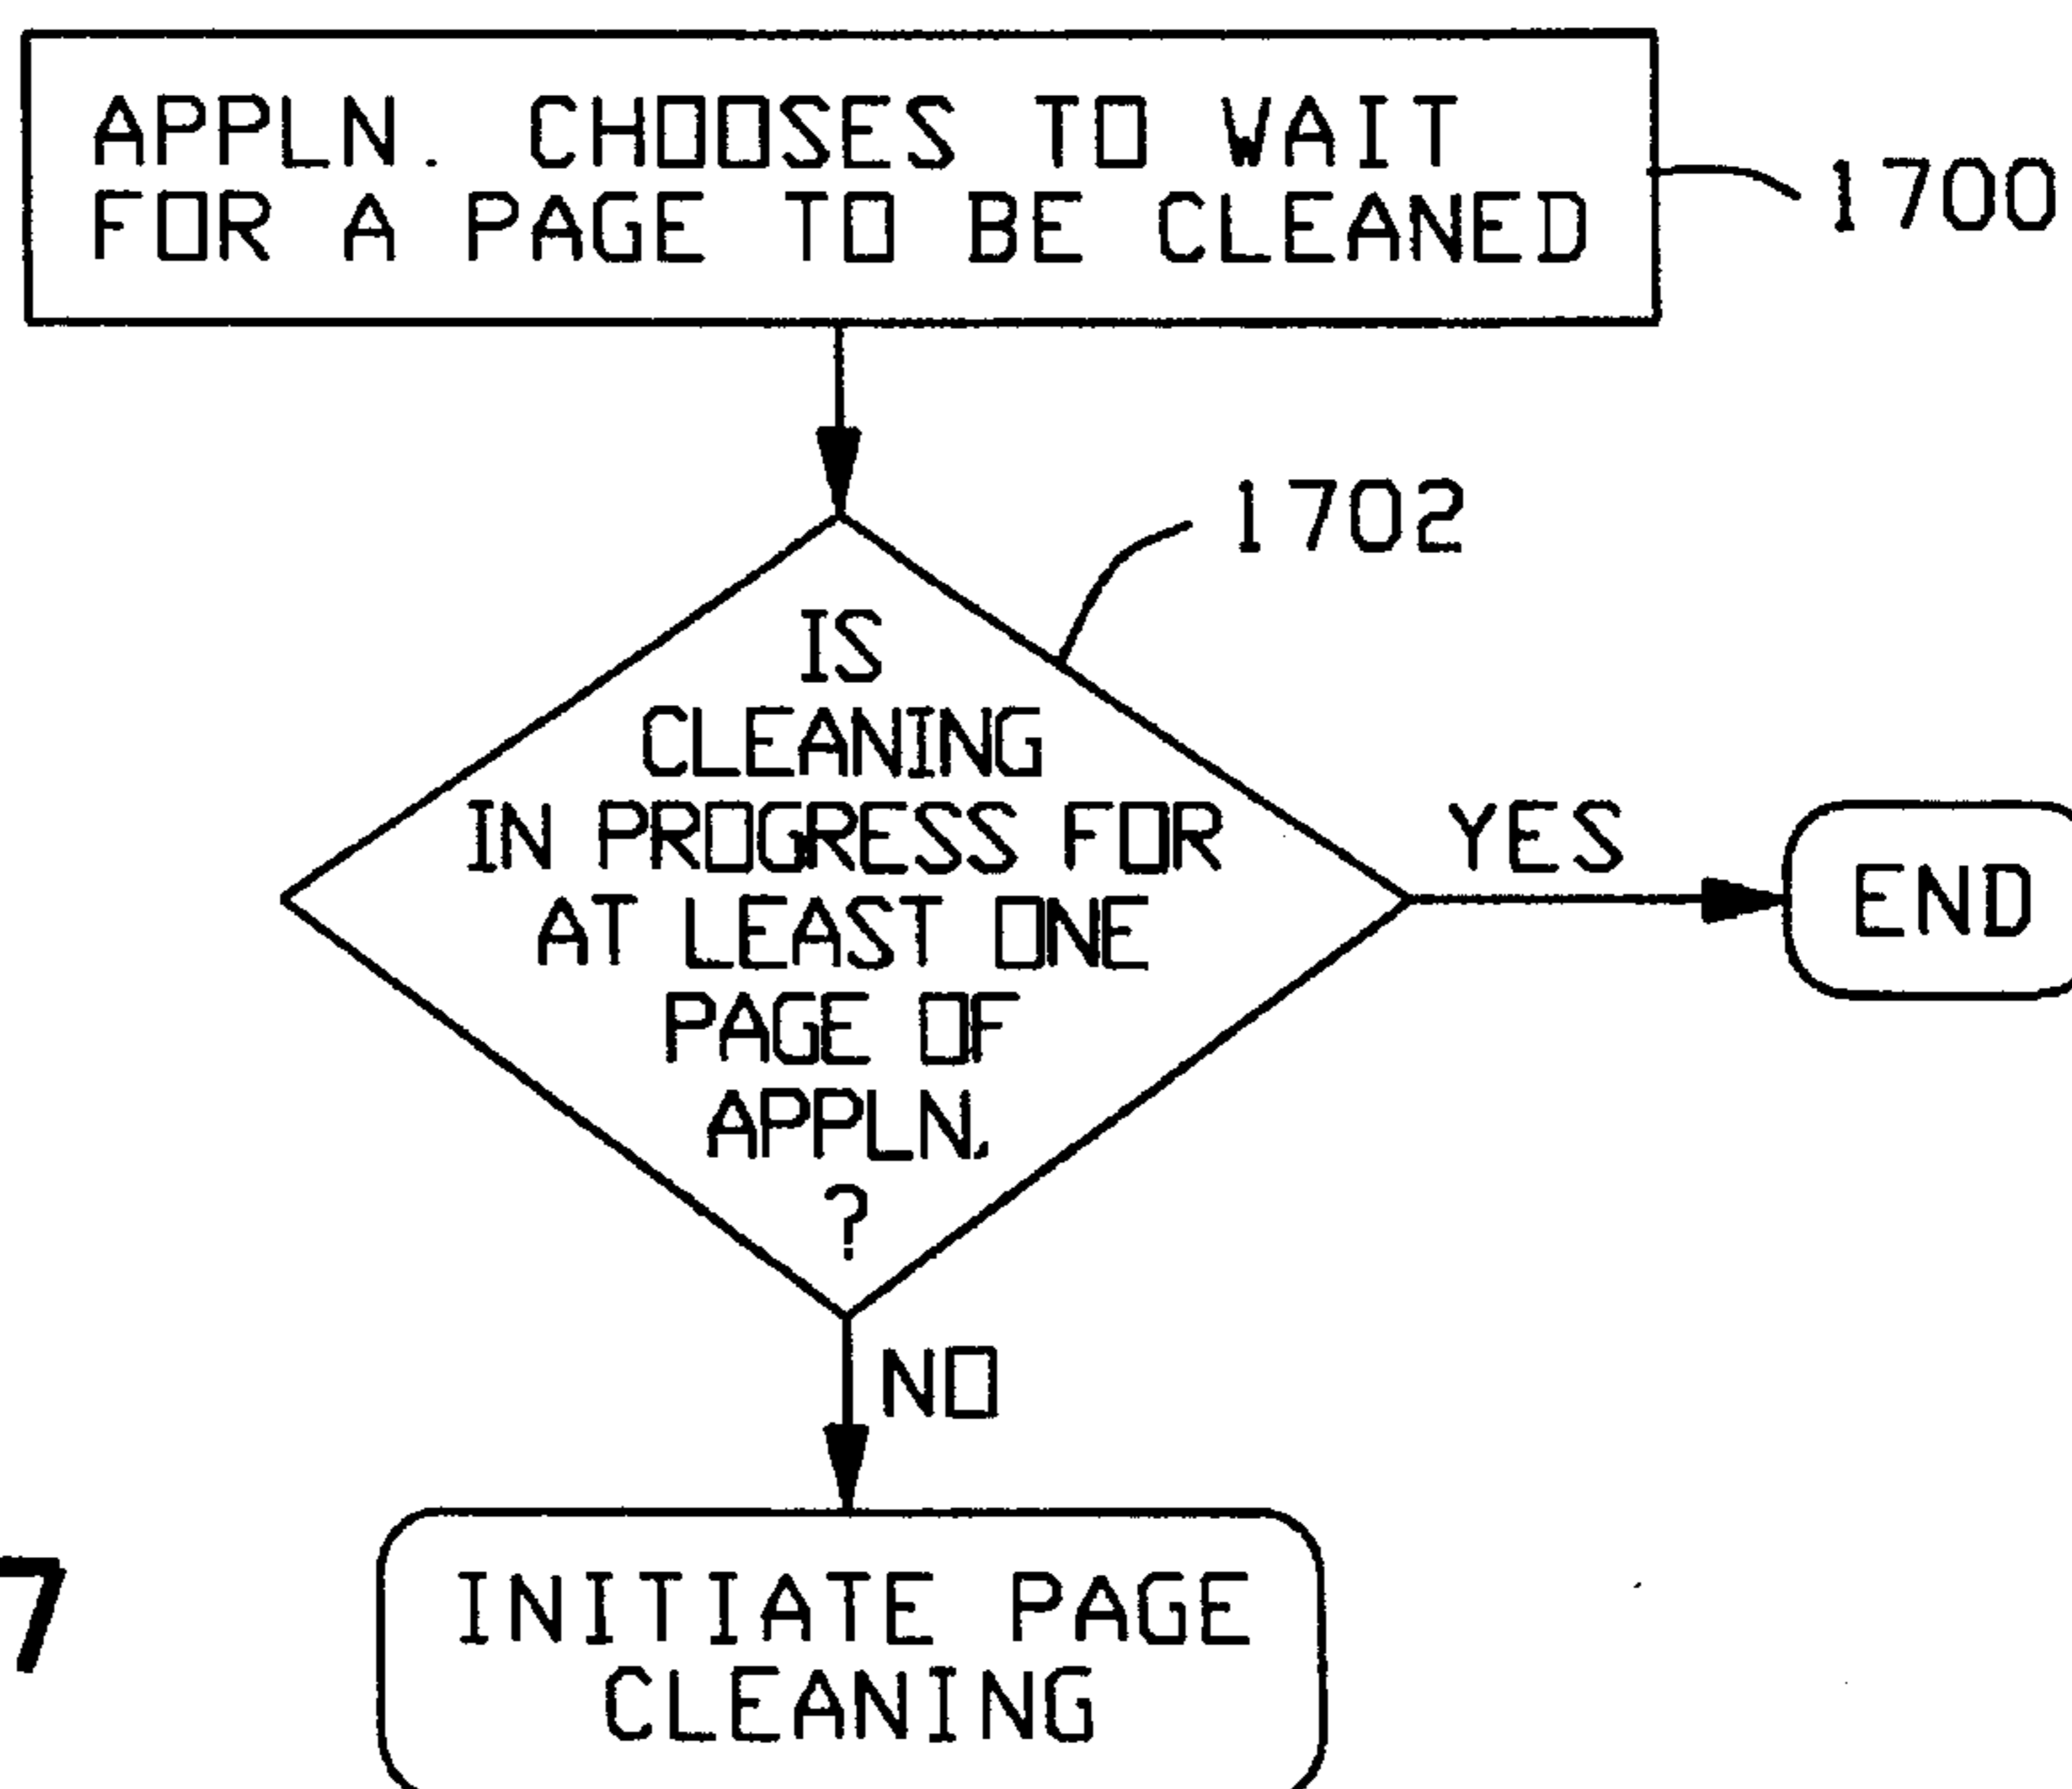 APPLN. CHOOSES TO WAIT
FOR A PAGE TO BE CLEANED
1700
1702
IS
CLEANING
IN PROGRESS FOR
AT LEAST ONE
PAGE OF
APPLN.
?
YES
END
NO
INITIATE PAGE
CLEANING
7